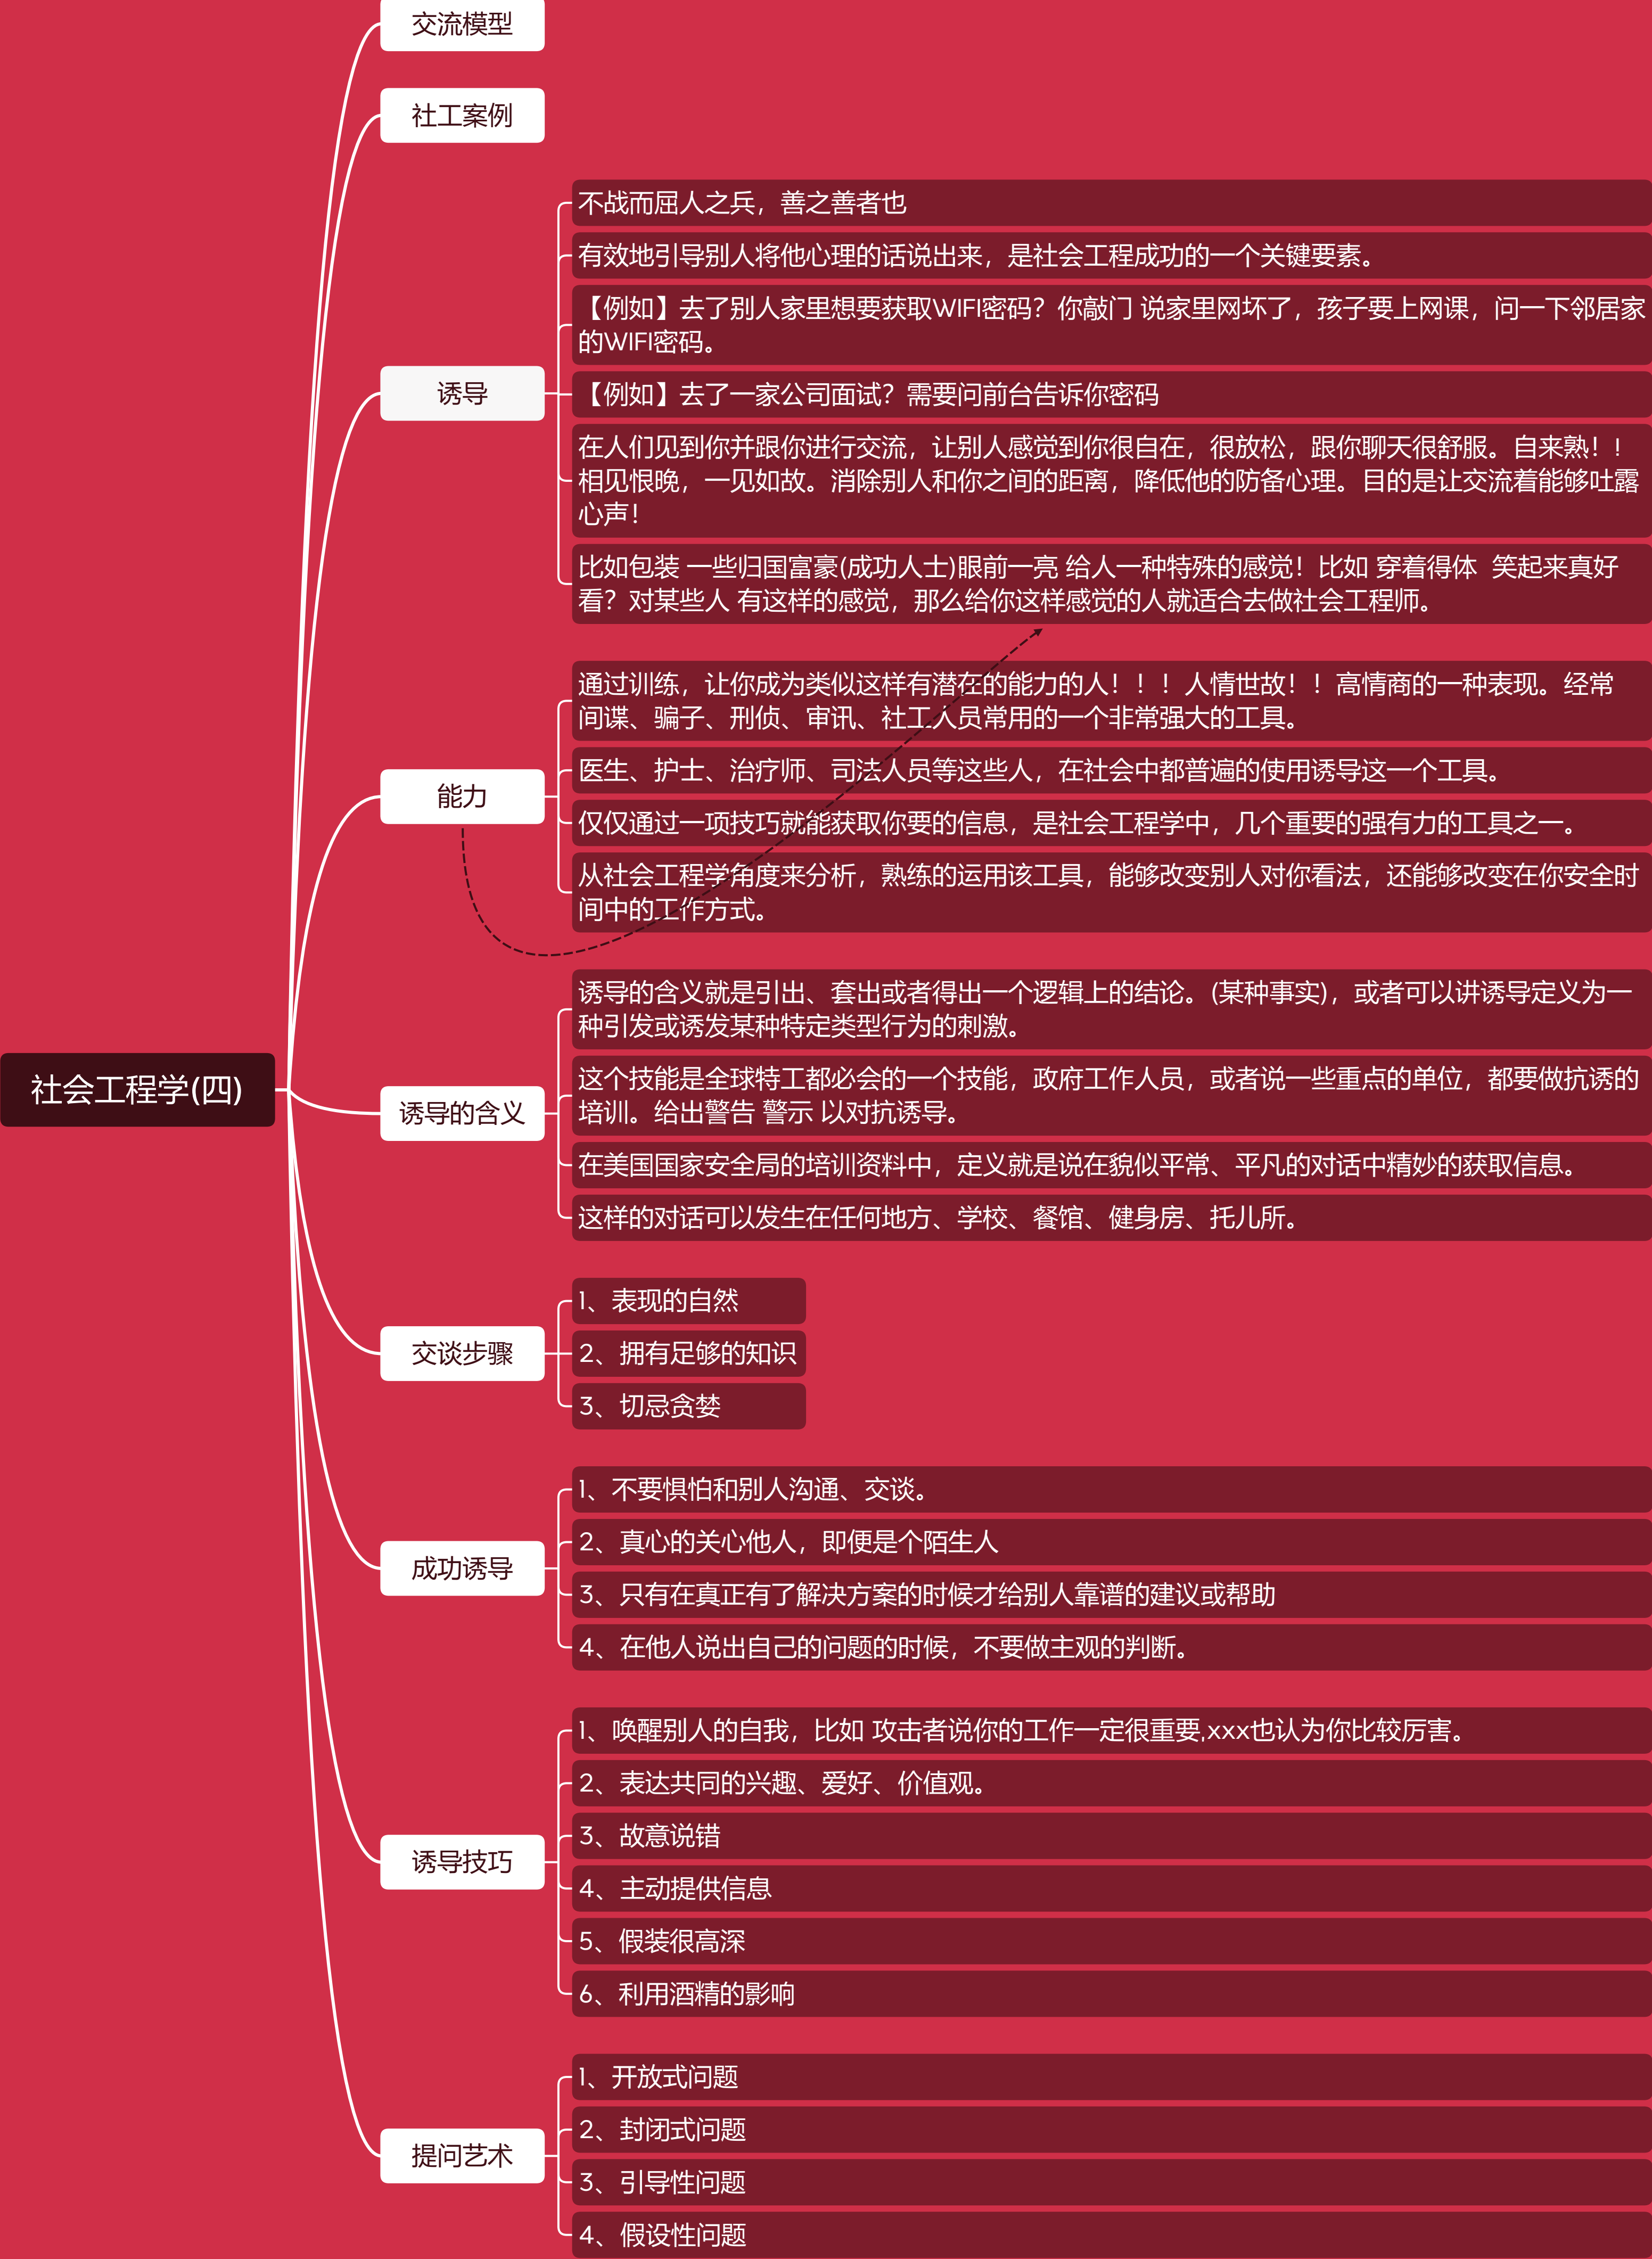 交流模型
社工案例
诱导
不战而屈人之兵，善之善者也
有效地引导别人将他心理的话说出来，是社会工程成功的一个关键要素。
【例如】去了别人家里想要获取WIFI密码？你敲门 说家里网坏了，孩子要上网课，问一下邻居家
的WIFI密码。
【例如】去了一家公司面试？需要问前台告诉你密码
在人们见到你并跟你进行交流，让别人感觉到你很自在，很放松，跟你聊天很舒服。自来熟！！
相见恨晚，一见如故。消除别人和你之间的距离，降低他的防备心理。目的是让交流着能够吐露
心声！
比如包装 一些归国富豪(成功人士)眼前一亮 给人一种特殊的感觉！比如 穿着得体  笑起来真好
看？对某些人 有这样的感觉，那么给你这样感觉的人就适合去做社会工程师。
能力
通过训练，让你成为类似这样有潜在的能力的人！！！人情世故！！高情商的一种表现。经常
间谍、骗子、刑侦、审讯、社工人员常用的一个非常强大的工具。
医生、护士、治疗师、司法人员等这些人，在社会中都普遍的使用诱导这一个工具。
仅仅通过一项技巧就能获取你要的信息，是社会工程学中，几个重要的强有力的工具之一。
从社会工程学角度来分析，熟练的运用该工具，能够改变别人对你看法，还能够改变在你安全时
间中的工作方式。
社会工程学(四)
诱导的含义
诱导的含义就是引出、套出或者得出一个逻辑上的结论。(某种事实)，或者可以讲诱导定义为一
种引发或诱发某种特定类型行为的刺激。
这个技能是全球特工都必会的一个技能，政府工作人员，或者说一些重点的单位，都要做抗诱的
培训。给出警告 警示 以对抗诱导。
在美国国家安全局的培训资料中，定义就是说在貌似平常、平凡的对话中精妙的获取信息。
这样的对话可以发生在任何地方、学校、餐馆、健身房、托儿所。
交谈步骤
1、表现的自然
2、拥有足够的知识
3、切忌贪婪
成功诱导
1、不要惧怕和别人沟通、交谈。
2、真心的关心他人，即便是个陌生人
3、只有在真正有了解决方案的时候才给别人靠谱的建议或帮助
4、在他人说出自己的问题的时候，不要做主观的判断。
诱导技巧
1、唤醒别人的自我，比如 攻击者说你的工作一定很重要,xxx也认为你比较厉害。
2、表达共同的兴趣、爱好、价值观。
3、故意说错
4、主动提供信息
5、假装很高深
6、利用酒精的影响
提问艺术
1、开放式问题
2、封闭式问题
3、引导性问题
4、假设性问题